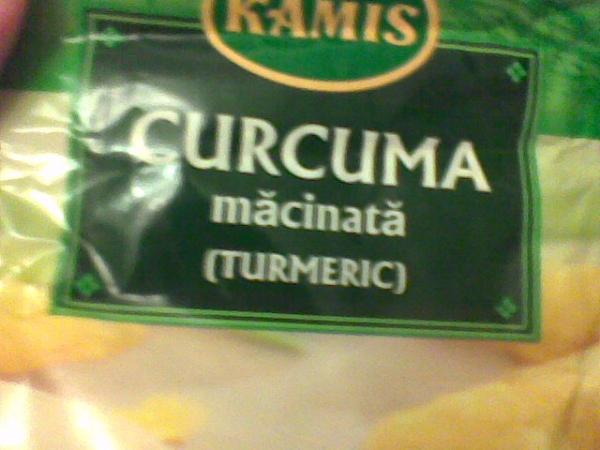 KAMIS
CURCUMA
măcinată
(TURMERIC)